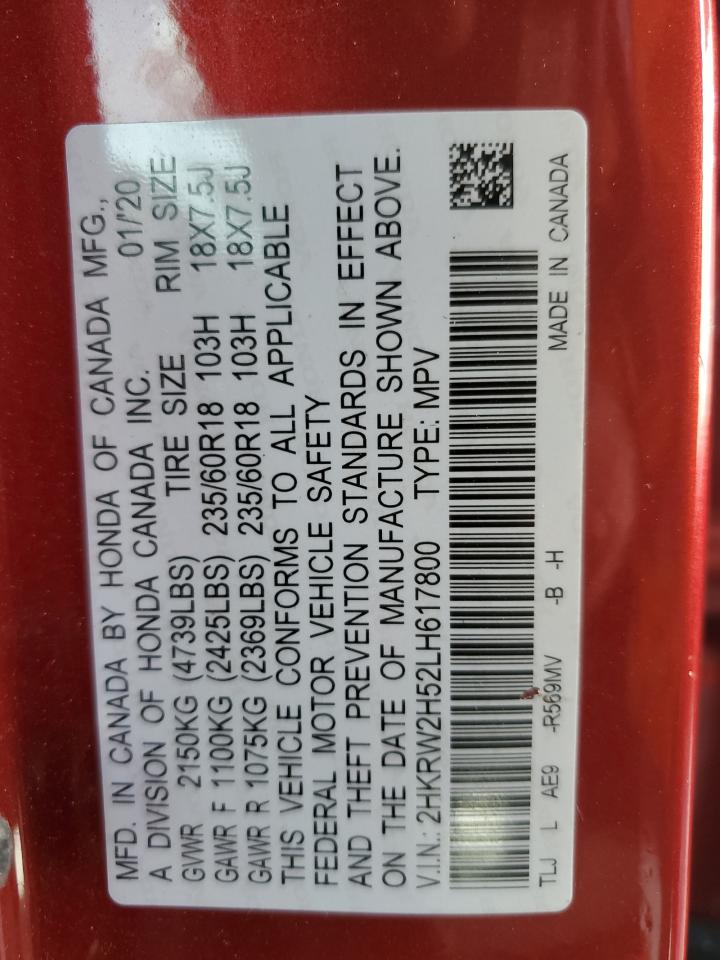 MFD. IN CANADA BY HONDA OF CANADA MFG.,
A DIVISION OF HONDA CANADA INC. 01/'20
GVWR 2150KG (4739LBS) TIRE SIZE RIM SIZE
GAWR F 1100KG (2425LBS) 235/60R18 103H 18X7.5J
GAWR R 1075KG (2369LBS) 235/60R18 103H 18X7.5J
THIS VEHICLE CONFORMS TO ALL APPLICABLE
FEDERAL MOTOR VEHICLE SAFETY
AND THEFT PREVENTION STANDARDS IN EFFECT
ON THE DATE OF MANUFACTURE SHOWN ABOVE.
V.I.N.: 2HKRW2H52LH617800 TYPE: MPV
TLJ L AE9 -R569MV -B -H MADE IN CANADA